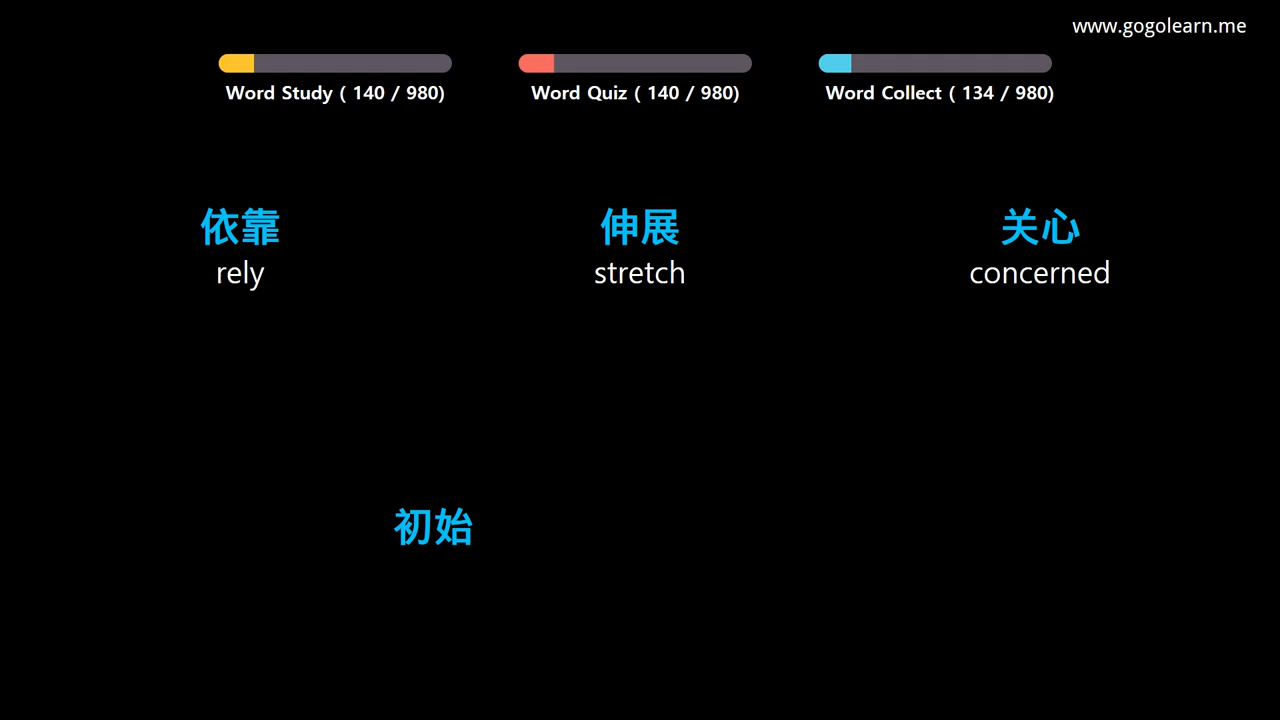 www.gogolearn.me
Word Study ( 140 / 980)
Word Quiz ( 140 / 980)
Word Collect ( 134 / 980)
依靠
rely
伸展
stretch
关心
concerned
初始